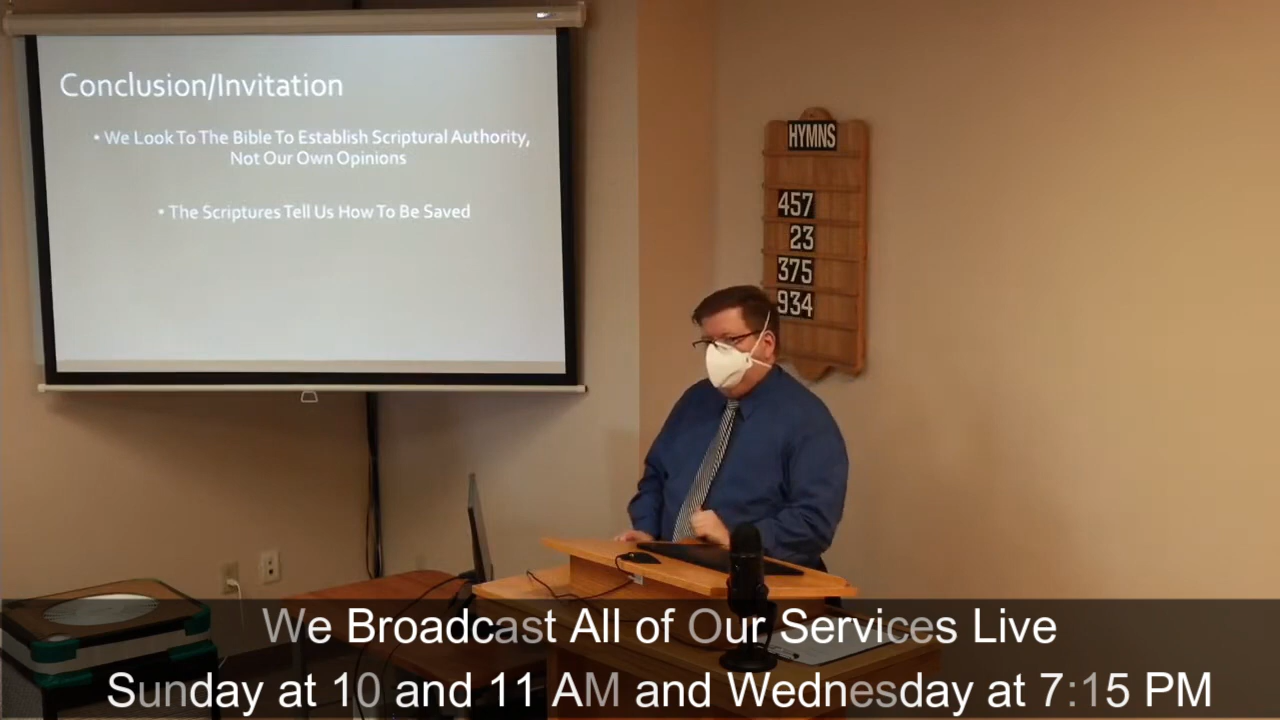 Conclusion/Invitation
• We Look To The Bible To Establish Scriptural Authority,
Not Our Own Opinions
• The Scriptures Tell Us How To Be Saved
HYMNS
457
23
375
934
We Broadcast All of Our Services Live
Sunday at 10 and 11 AM and Wednesday at 7:15 PM